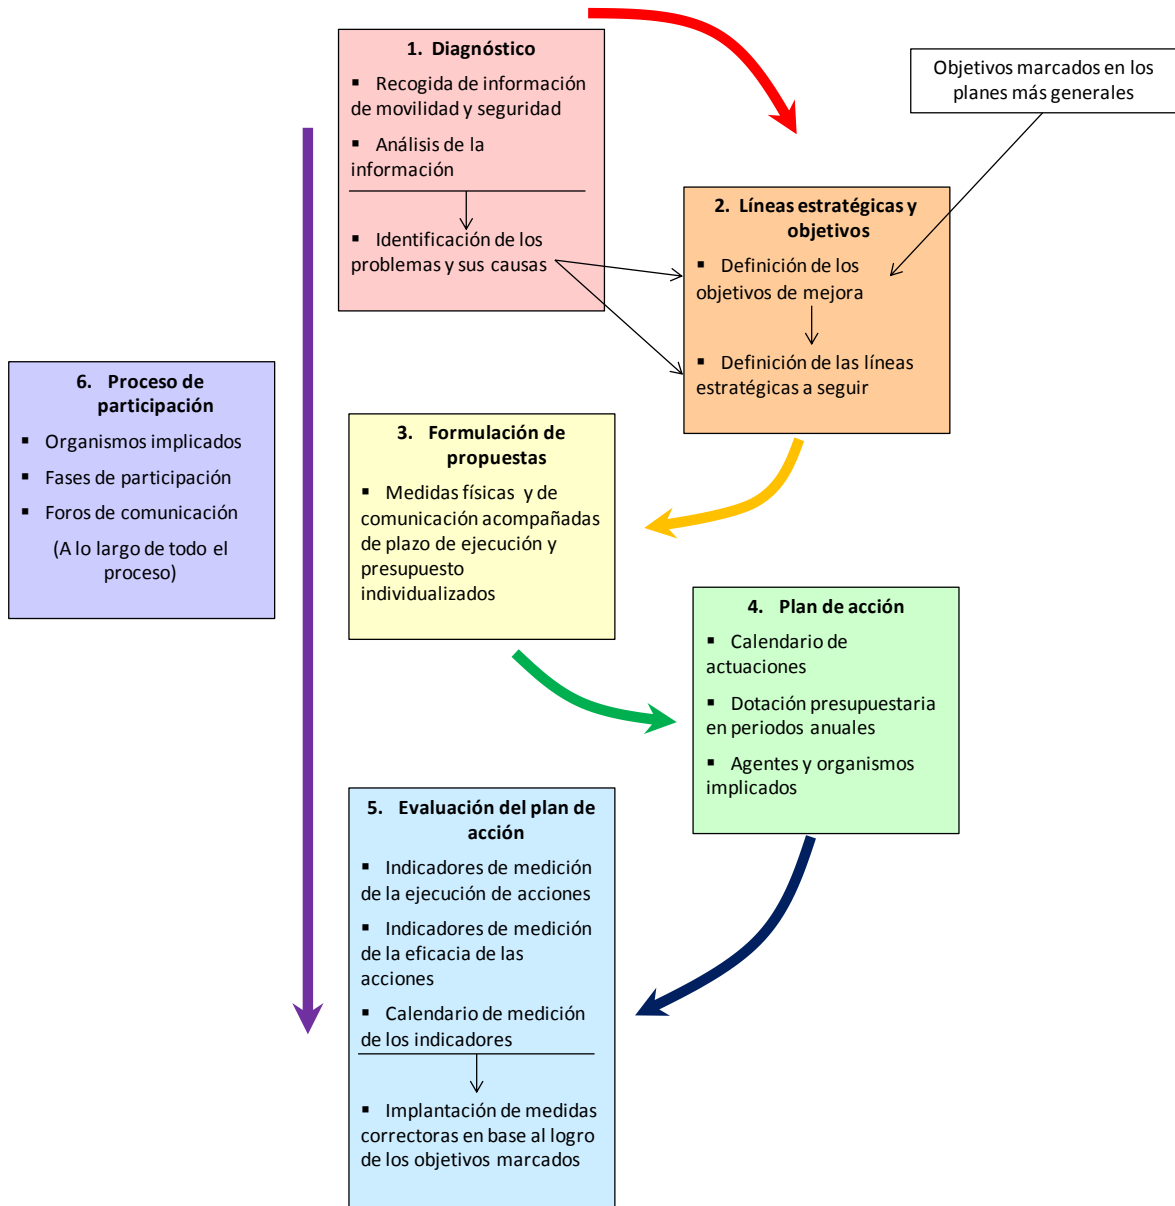 1. Diagnóstico
▪ Recogida de información
de movilidad y seguridad
▪ Análisis de la
información
▪ Identificación de los
problemas y sus causas
Objetivos marcados en los
planes más generales
2. Líneas estratégicas y
objetivos
▪ Definición de los
objetivos de mejora
▪ Definición de las líneas
estratégicas a seguir
6. Proceso de
participación
▪ Organismos implicados
▪ Fases de participación
▪ Foros de comunicación
(A lo largo de todo el
proceso)
3. Formulación de
propuestas
▪ Medidas físicas y de
comunicación acompañadas
de plazo de ejecución y
presupuesto
individualizados
4. Plan de acción
▪ Calendario de
actuaciones
▪ Dotación presupuestaria
en periodos anuales
▪ Agentes y organismos
implicados
5. Evaluación del plan de
acción
▪ Indicadores de medición
de la ejecución de acciones
▪ Indicadores de medición
de la eficacia de las
acciones
▪ Calendario de medición
de los indicadores
▪ Implantación de medidas
correctoras en base al logro
de los objetivos marcados